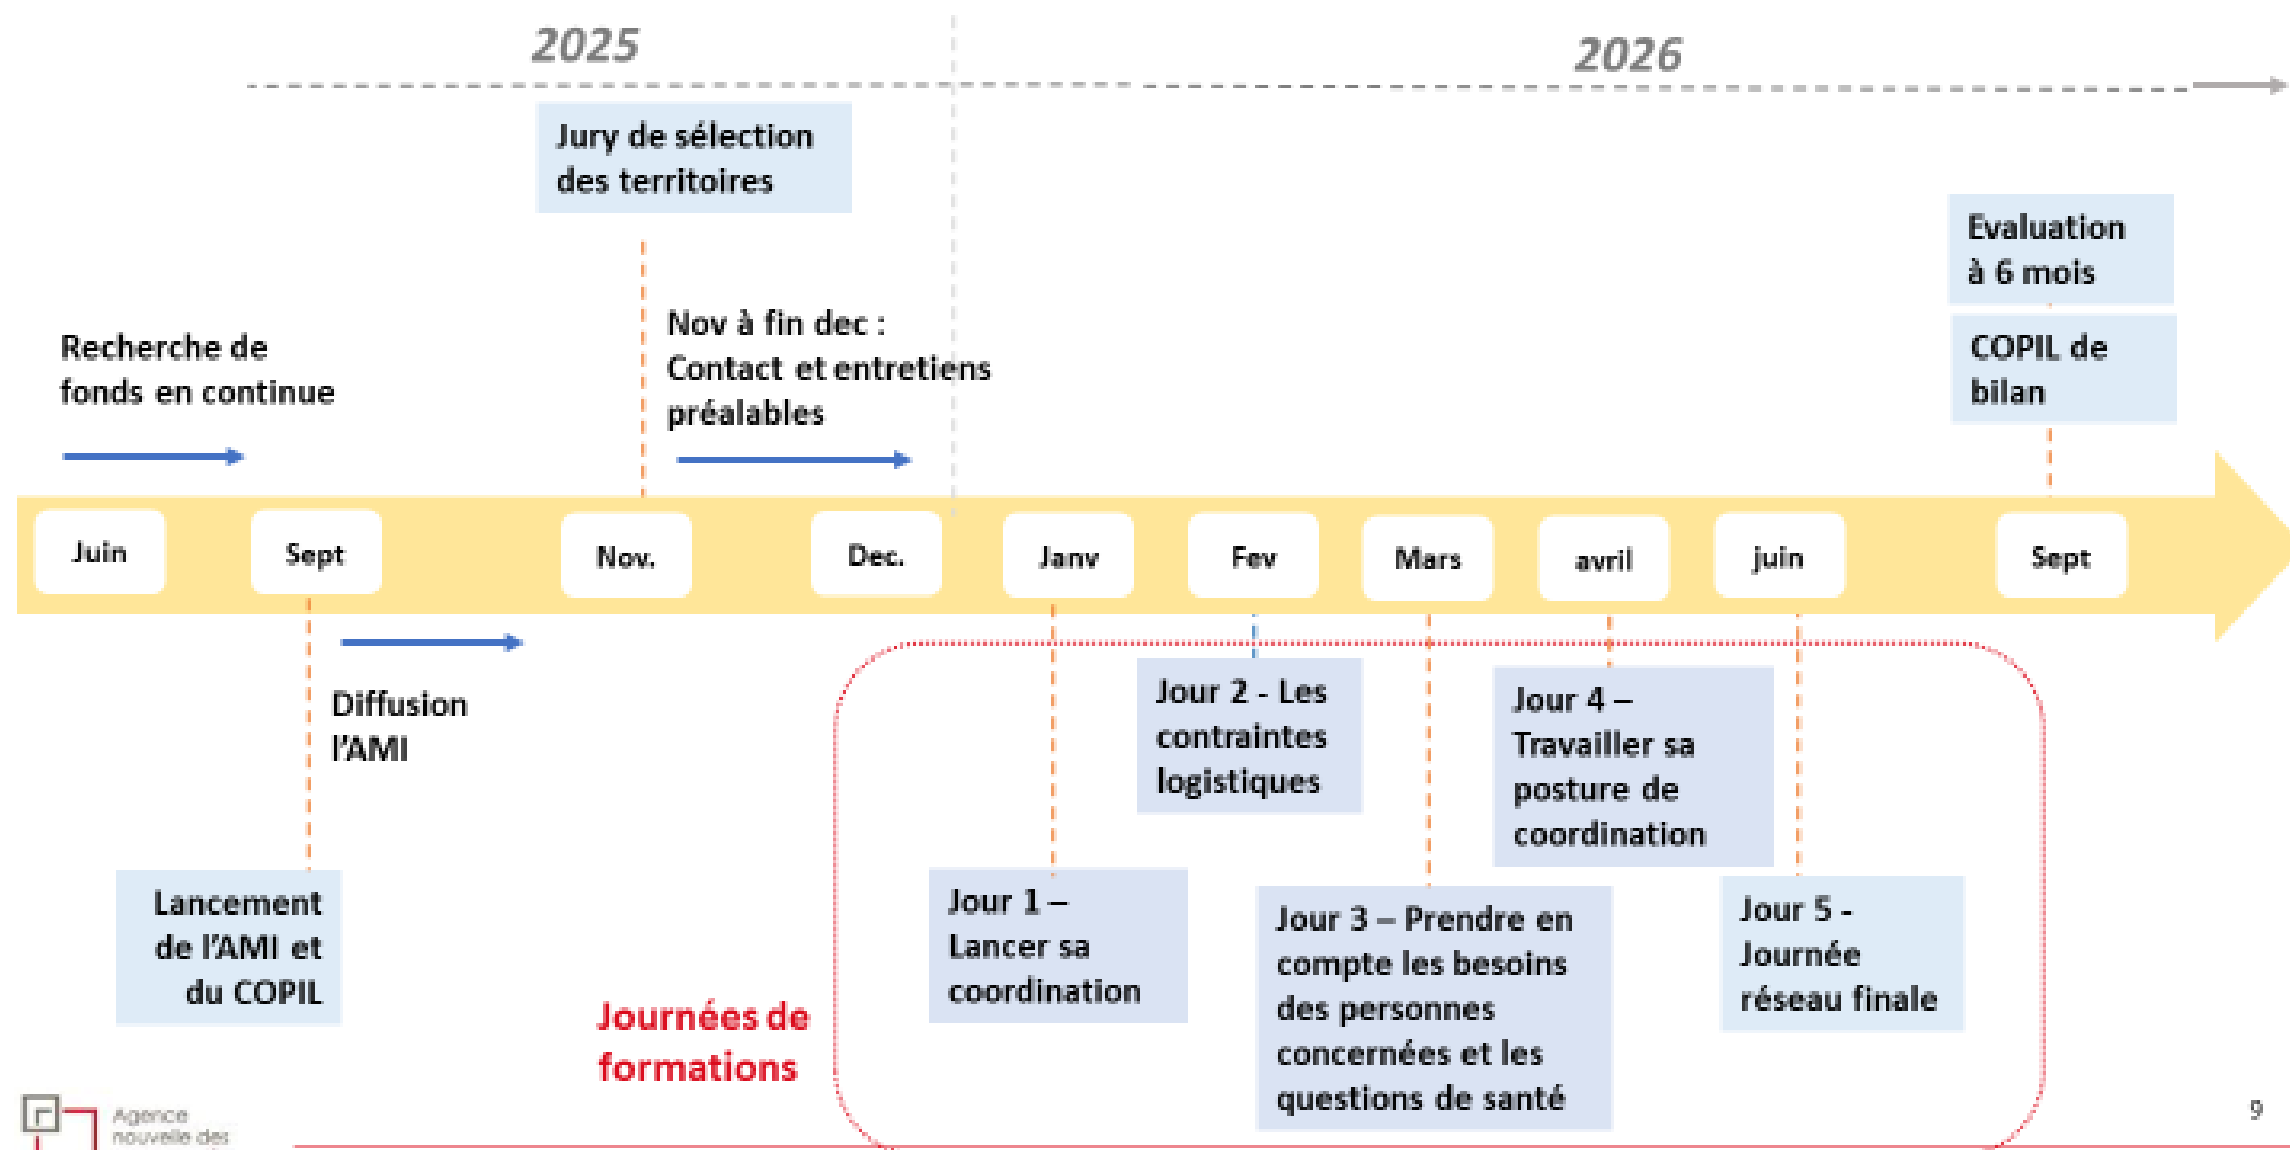 2025
2026
Jury de sélection
des territoires
Evaluation
à 6 mois
COPIL de
bilan
Recherche de
fonds en continue
Nov à fin dec :
Contact et entretiens
préalables
Juin
Sept
Nov.
Dec.
Janv
Fev
Mars
avril
juin
Sept
Diffusion
l’AMI
Lancement
de l’AMI et
du COPIL
Journées de
formations
Jour 1 –
Lancer sa
coordination
Jour 2 - Les
contraintes
logistiques
Jour 3 – Prendre en
compte les besoins
des personnes
concernées et les
questions de santé
Jour 4 –
Travailler sa
posture de
coordination
Jour 5 -
Journée
réseau finale
Agence
nouvelle des
9